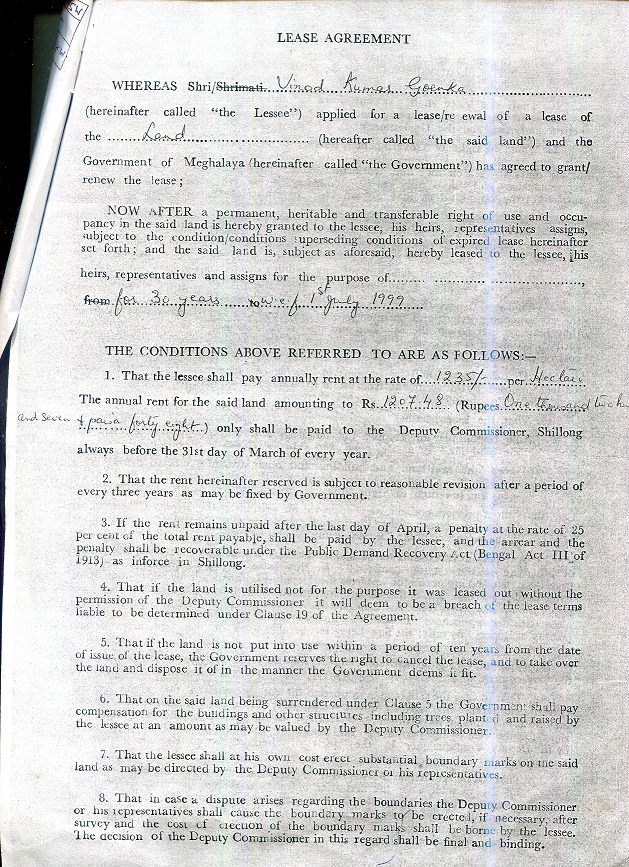 LEASE AGREEMENT
WHEREAS Shri/Shrimati Vinod Kumar Goenka
(hereinafter called "the Lessee") applied for a lease/re ewal of a lease of
the Land (hereafter called "the said land") and the
Government of Meghalaya (hereinafter called "the Government") has agreed to grant/
renew the lease;
NOW AFTER a permanent, heritable and transferable right of use and occu-
pancy in the said land is hereby granted to the lessee, his heirs, representatives assigns,
subject to the condition/conditions superseding conditions of expired lease hereinafter
set forth; and the said land is, subject as aforesaid, hereby leased to the lessee, his
heirs, representatives and assigns for the purpose of
from for 30 years to w.e.f 1st July 1999
THE CONDITIONS ABOVE REFERRED TO ARE AS FOLLOWS:—
1. That the lessee shall pay annually rent at the rate of 1235/- per Hectare
The annual rent for the said land amounting to Rs. 1207.48 (Rupees One thousand two hun
and seven & paisa forty eight) only shall be paid to the Deputy Commissioner, Shillong
always before the 31st day of March of every year.
2. That the rent hereinafter reserved is subject to reasonable revision after a period of
every three years as may be fixed by Government.
3. If the rent remains unpaid after the last day of April, a penalty at the rate of 25
per cent of the total rent payable, shall be paid by the lessee, and the arrear and the
penalty shall be recoverable under the Public Demand Recovery Act (Bengal Act III of
1913) as inforce in Shillong.
4. That if the land is utilised not for the purpose it was leased out without the
permission of the Deputy Commissioner it will deem to be a breach of the lease terms
liable to be determined under Clause 19 of the Agreement.
5. That if the land is not put into use within a period of ten years from the date
of issue of the lease, the Government reserves the right to cancel the lease, and to take over
the land and dispose it of in the manner the Government deems it fit.
6. That on the said land being surrendered under Clause 5 the Government shall pay
compensation for the buildings and other structures including trees planted and raised by
the lessee at an amount as may be valued by the Deputy Commissioner.
7. That the lessee shall at his own cost erect substantial boundary marks on the said
land as may be directed by the Deputy Commissioner or his representatives.
8. That in case a dispute arises regarding the boundaries the Deputy Commissioner
or his representatives shall cause the boundary marks to be erected, if necessary, after
survey and the cost of erection of the boundary marks shall be borne by the lessee.
The decision of the Deputy Commissioner in this regard shall be final and binding.